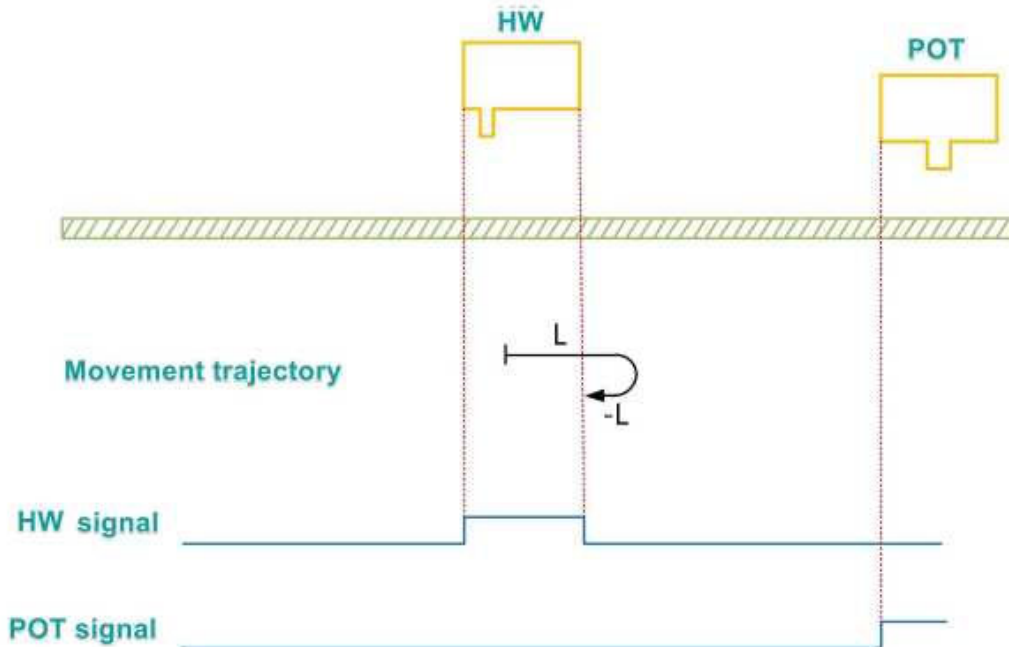 HW
POT
L
Movement trajectory
-L
HW signal
POT signal